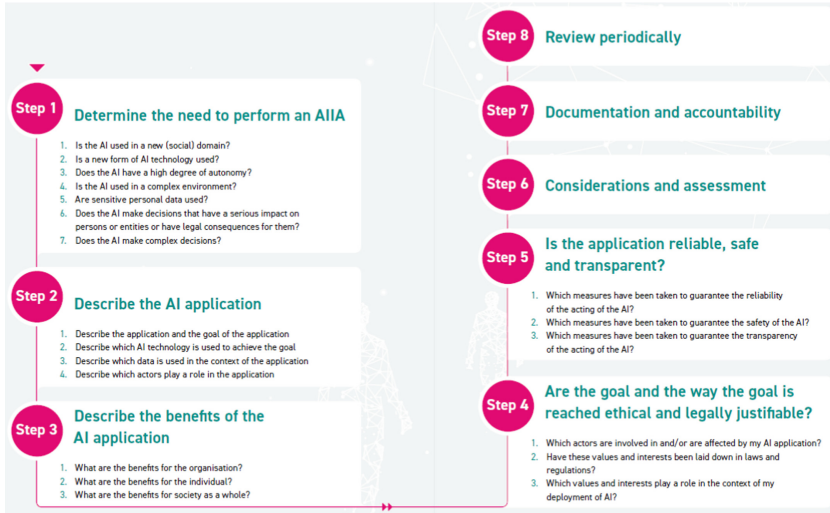 Step 1
Determine the need to perform an AIIA
1. Is the AI used in a new (social) domain?
2. Is a new form of AI technology used?
3. Does the AI have a high degree of autonomy?
4. Is the AI used in a complex environment?
5. Are sensitive personal data used?
6. Does the AI make decisions that have a serious impact on
persons or entities or have legal consequences for them?
7. Does the AI make complex decisions?
Step 2
Describe the AI application
1. Describe the application and the goal of the application
2. Describe which AI technology is used to achieve the goal
3. Describe which data is used in the context of the application
4. Describe which actors play a role in the application
Step 3
Describe the benefits of the
AI application
1. What are the benefits for the organisation?
2. What are the benefits for the individual?
3. What are the benefits for society as a whole?
Step 4
Are the goal and the way the goal is
reached ethical and legally justifiable?
1. Which actors are involved in and/or are affected by my AI application?
2. Have these values and interests been laid down in laws and
regulations?
3. Which values and interests play a role in the context of my
deployment of AI?
Step 5
Is the application reliable, safe
and transparent?
1. Which measures have been taken to guarantee the reliability
of the acting of the AI?
2. Which measures have been taken to guarantee the safety of the AI?
3. Which measures have been taken to guarantee the transparency
of the acting of the AI?
Step 6
Considerations and assessment
Step 7
Documentation and accountability
Step 8
Review periodically